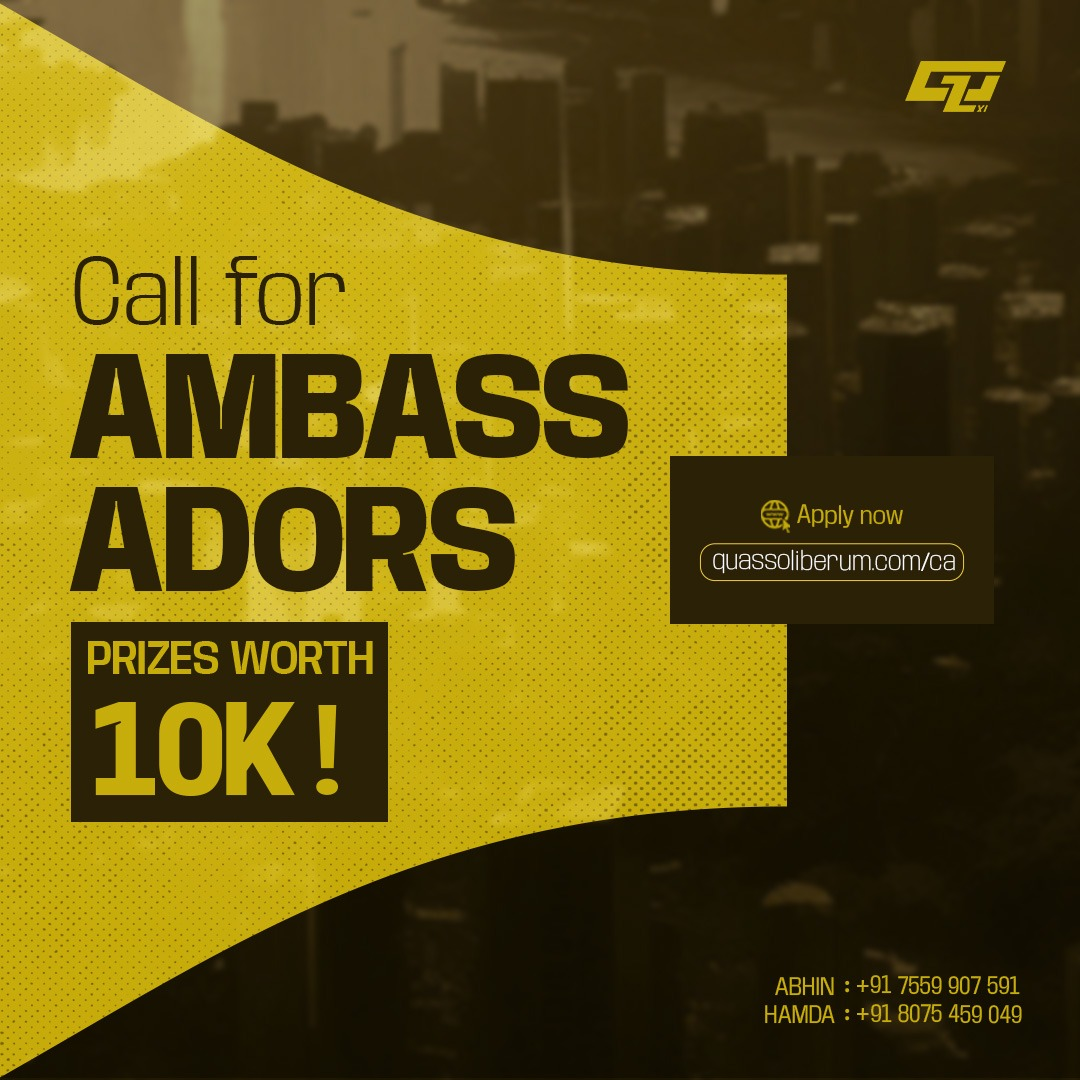 XI
Call for
AMBASS
ADORS
Apply now
quassoliberum.com/ca
PRIZES WORTH
10K!
ABHIN : +91 7559 907 591
HAMDA : +91 8075 459 049